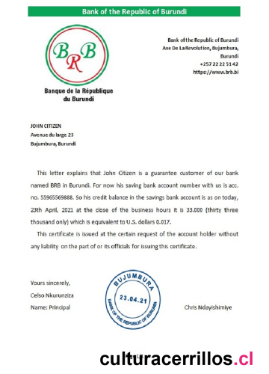 Bank of the Republic of Burundi
BRB
Banque de la République
du Burundi
Bank of the Republic of Burundi
Ave De LaRevolution, Bujumbura,
Burundi
+257 22 22 51 42
https://www.brb.bi
JOHN CITIZEN
Avenue du large 23
Bujumbura, Burundi
This letter explains that John Citizen is a guarantee customer of our bank
named BRB in Burundi. For now his saving bank account number with us is acc.
no. 55965569888. So his credit balance in the savings bank account is as on today,
23th April, 2021 at the close of the business hours it is 33.000 (thirty three
thousand only) which is equivalent to U.S. dollars 0.017.
This certificate is issued at the certain request of the account holder without
any liability on the part of or its officials for issuing this certificate.
Yours sincerely,
Celso Nkurunziza
Name: Principal
BUJUMBURA
23.04.21
BANK OF THE REPUBLIC OF BURUNDI
Chris Ndayishimiye
culturacerrillos.cl